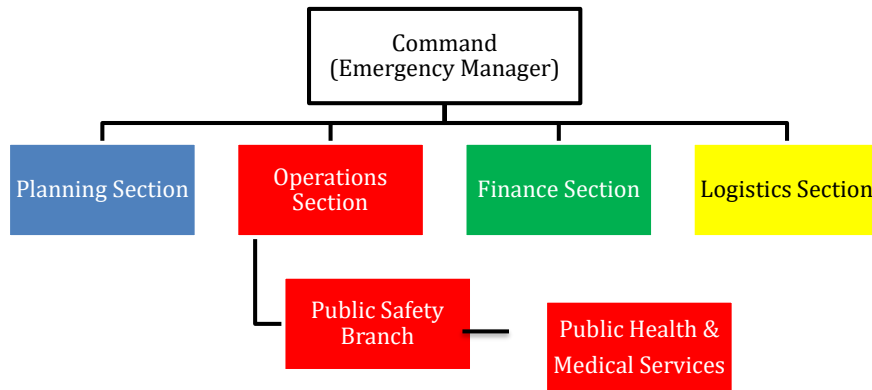 Command
(Emergency Manager)
Planning Section
Operations
Section
Finance Section
Logistics Section
Public Safety
Branch
Public Health &
Medical Services